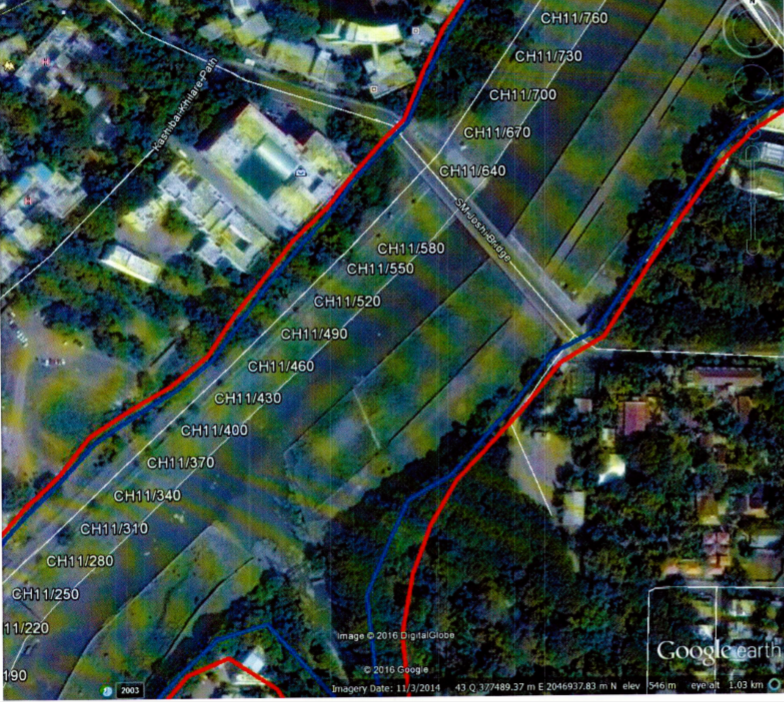 CH11/760
CH11/730
CH11/700
CH11/670
CH11/640
Kashiba Khilare Path
SM Joshi Bridge
CH11/580
CH11/550
CH11/520
CH11/490
CH11/460
CH11/430
CH11/400
CH11/370
CH11/340
CH11/310
CH11/280
CH11/250
11/220
190
Image © 2016 DigitalGlobe
© 2016 Google
Google earth
2003
Imagery Date: 11/3/2014 43 Q 377489.37 m E 2046937.83 m N elev 546 m eye alt 1.03 km